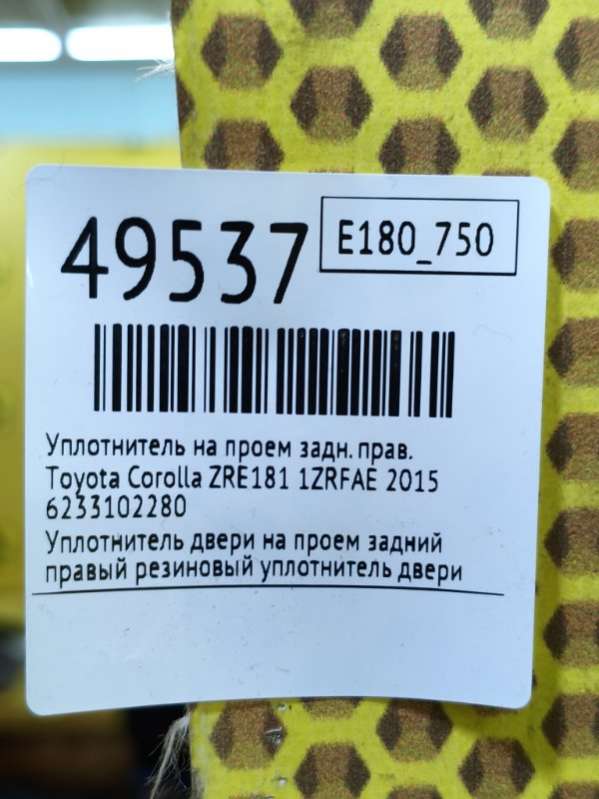 49537
E180_750
Уплотнитель на проем задн. прав.
Toyota Corolla ZRE181 1ZRFAE 2015
6233102280
Уплотнитель двери на проем задний
правый резиновый уплотнитель двери